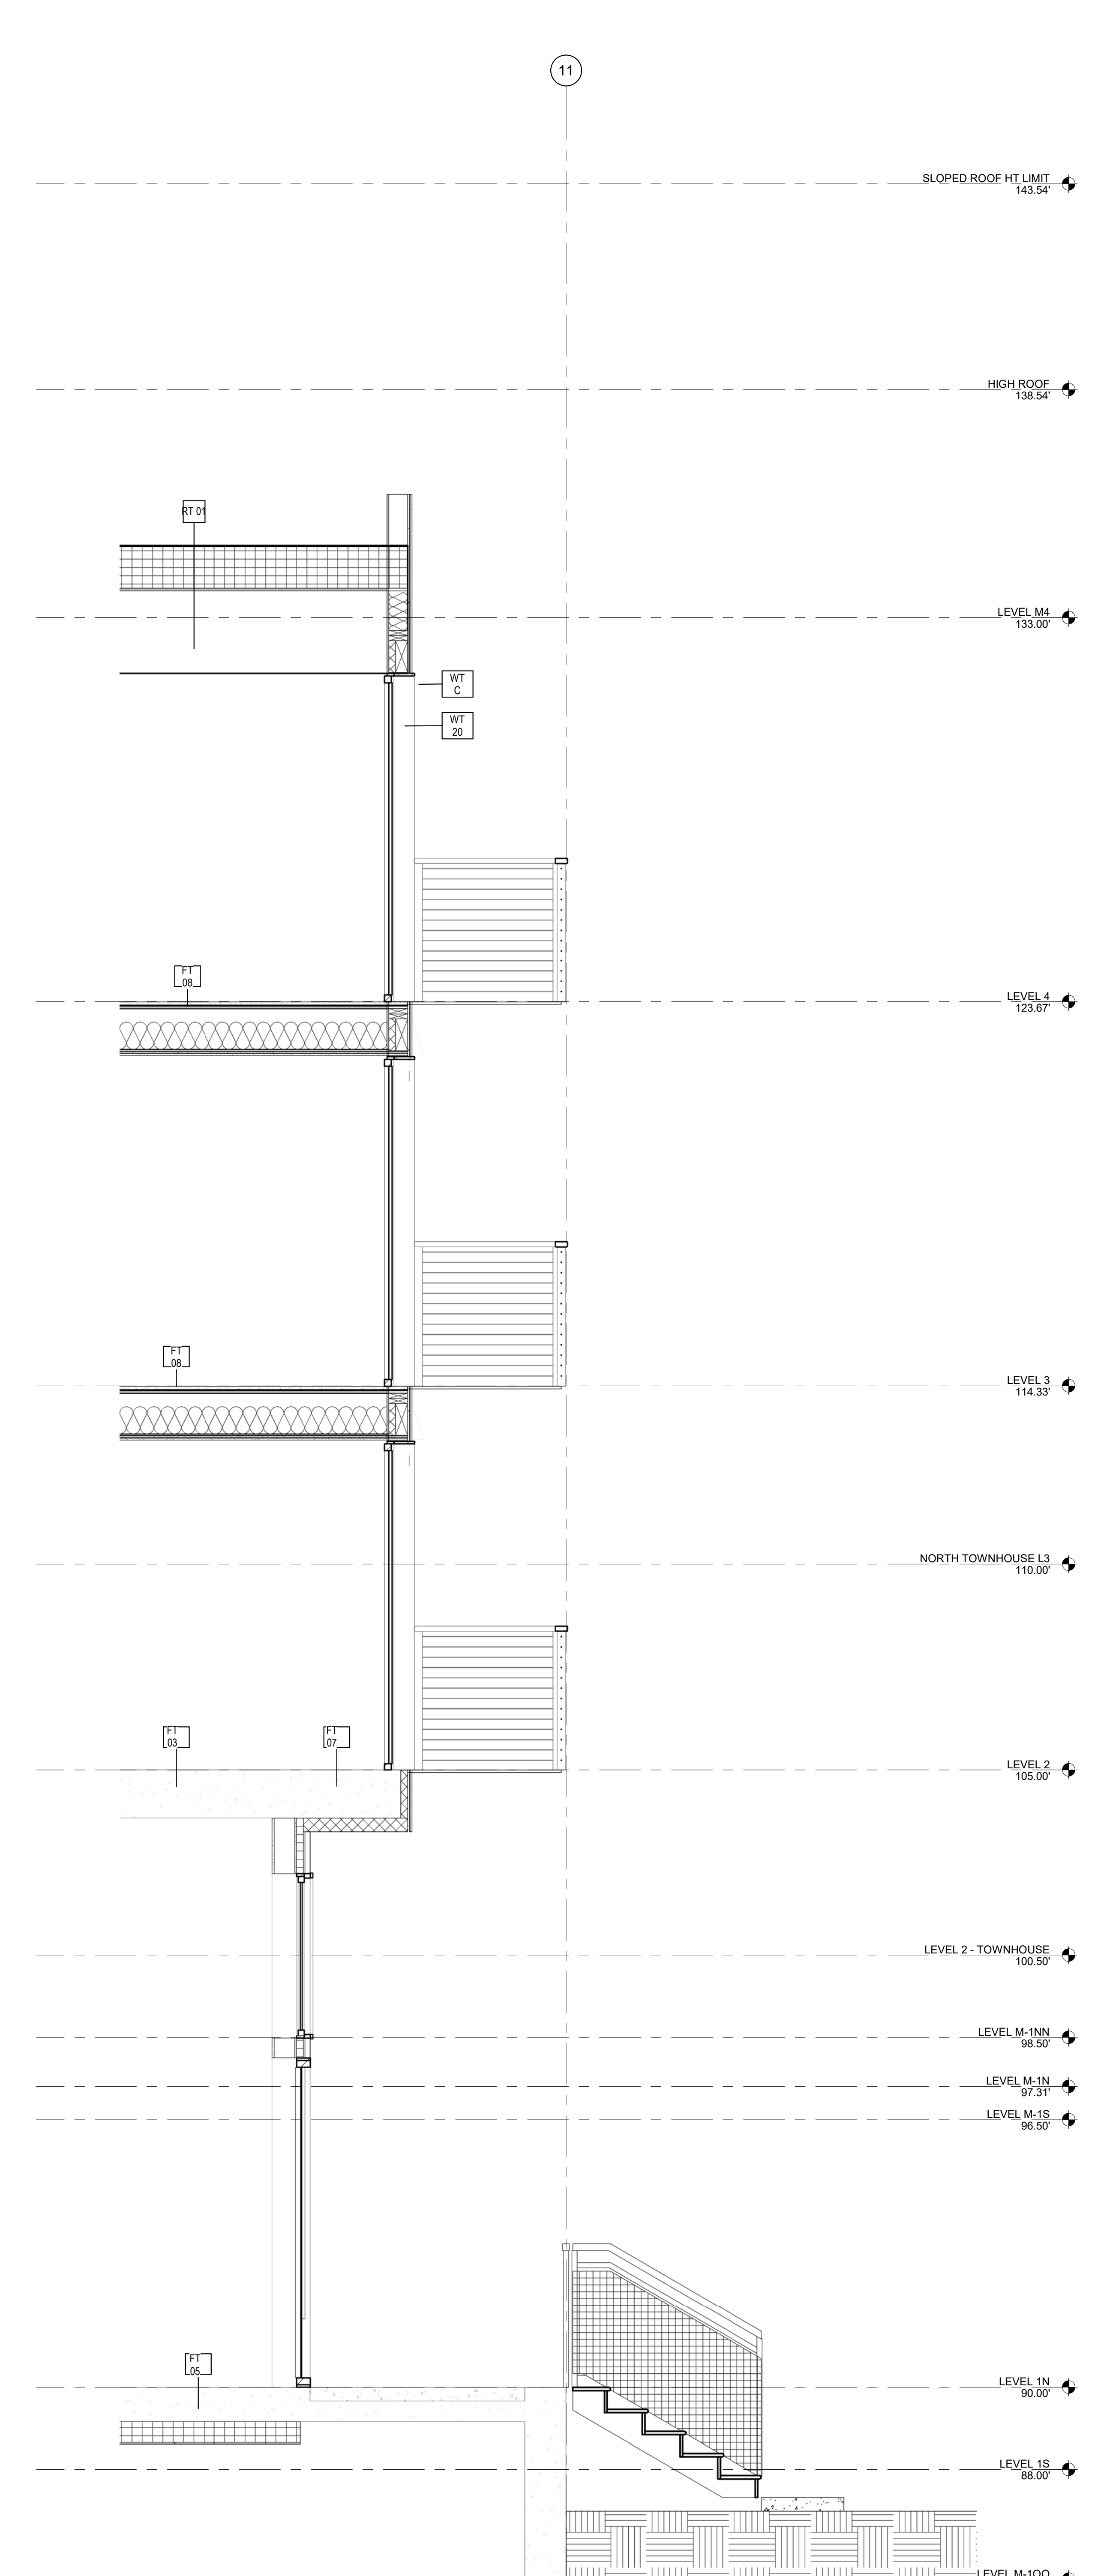 11
SLOPED ROOF HT LIMIT
143.54'
HIGH ROOF
138.54'
RT 01
LEVEL M4
133.00'
WT
C
WT
20
FT
08
LEVEL 4
123.67'
FT
08
LEVEL 3
114.33'
NORTH TOWNHOUSE L3
110.00'
FT
03
FT
07
LEVEL 2
105.00'
LEVEL 2 - TOWNHOUSE
100.50'
LEVEL M-1NN
98.50'
LEVEL M-1N
97.31'
LEVEL M-1S
96.50'
FT
05
LEVEL 1N
90.00'
LEVEL 1S
88.00'
LEVEL